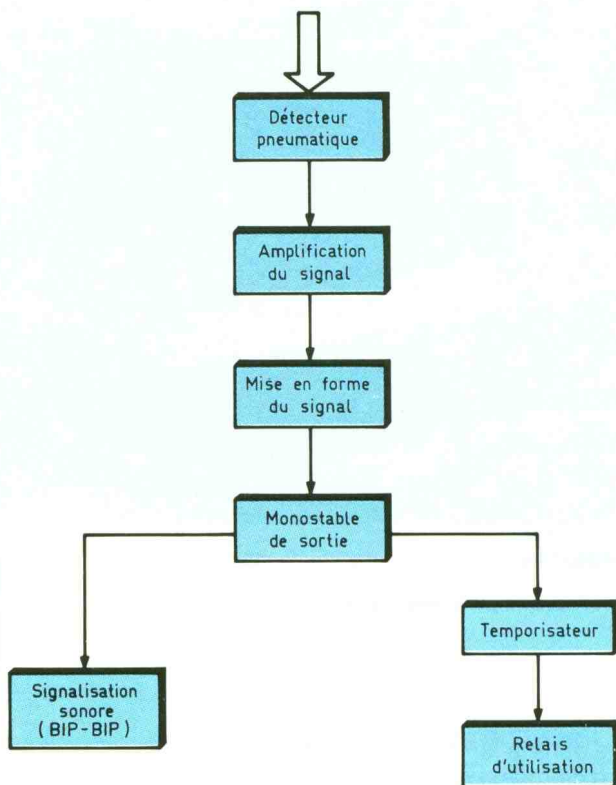 Détecteur
pneumatique
Amplification
du signal
Mise en forme
du signal
Monostable
de sortie
Temporisateur
Signalisation
sonore
( BIP-BIP )
Relais
d'utilisation